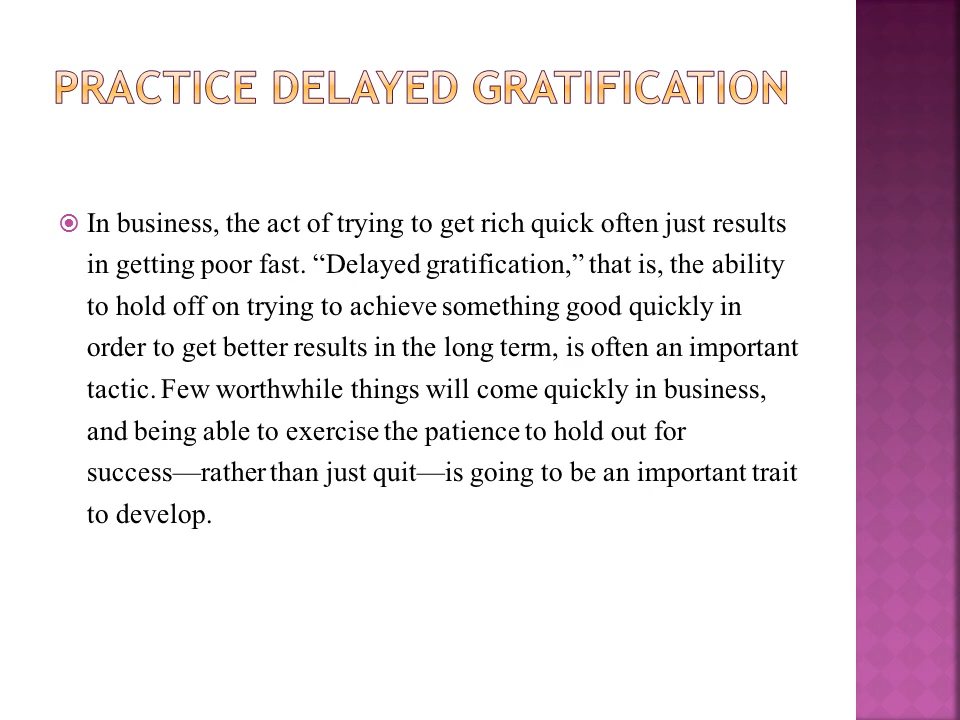 PRACTICE DELAYED GRATIFICATION
In business, the act of trying to get rich quick often just results
in getting poor fast. “Delayed gratification,” that is, the ability
to hold off on trying to achieve something good quickly in
order to get better results in the long term, is often an important
tactic. Few worthwhile things will come quickly in business,
and being able to exercise the patience to hold out for
success—rather than just quit—is going to be an important trait
to develop.